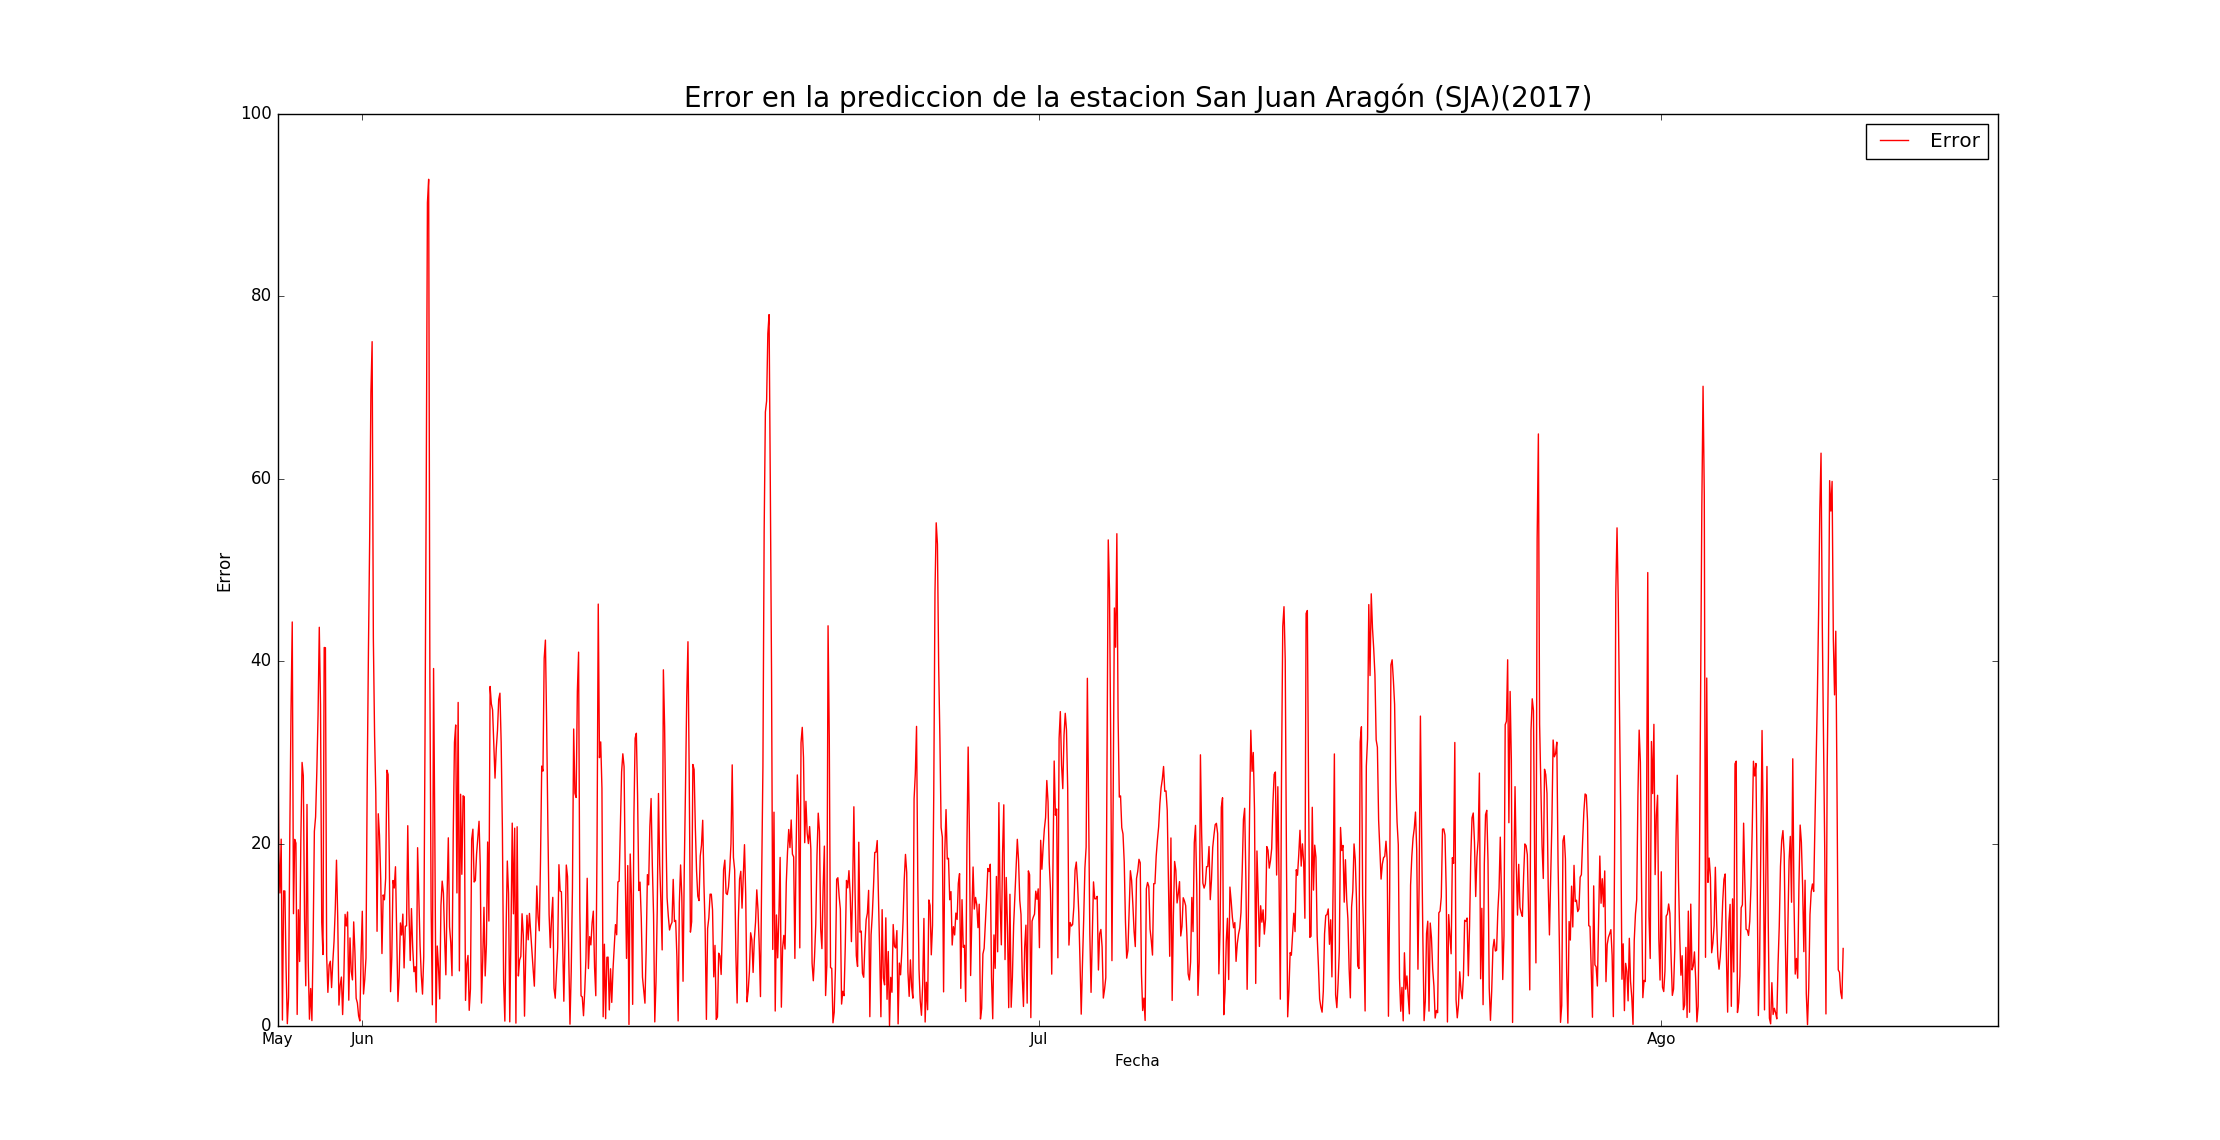 Error en la prediccion de la estacion San Juan Aragón (SJA)(2017)
100
Error
80
60
Error
40
20
0
May Jun Jul Ago
Fecha